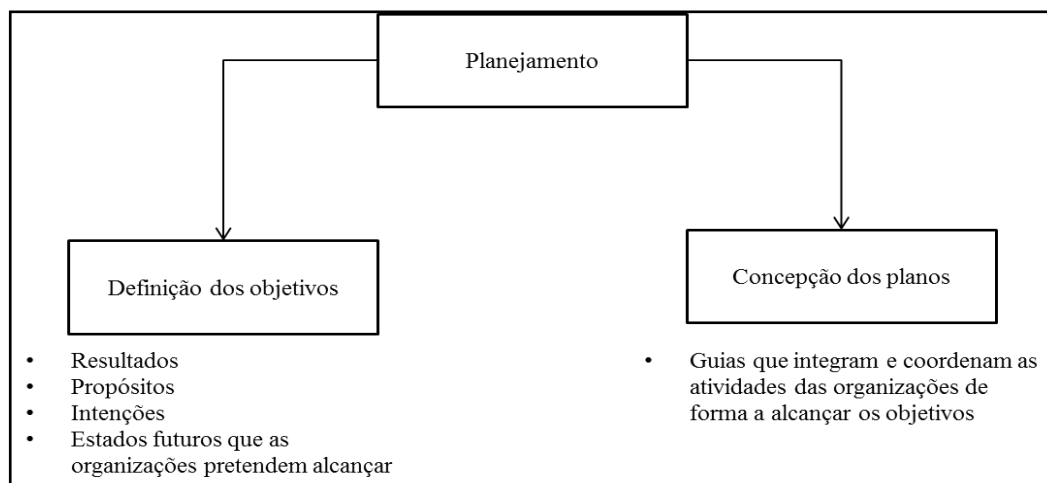 Planejamento
Definição dos objetivos
• Resultados
• Propósitos
• Intenções
• Estados futuros que as
organizações pretendem alcançar
Concepção dos planos
• Guias que integram e coordenam as
atividades das organizações de
forma a alcançar os objetivos